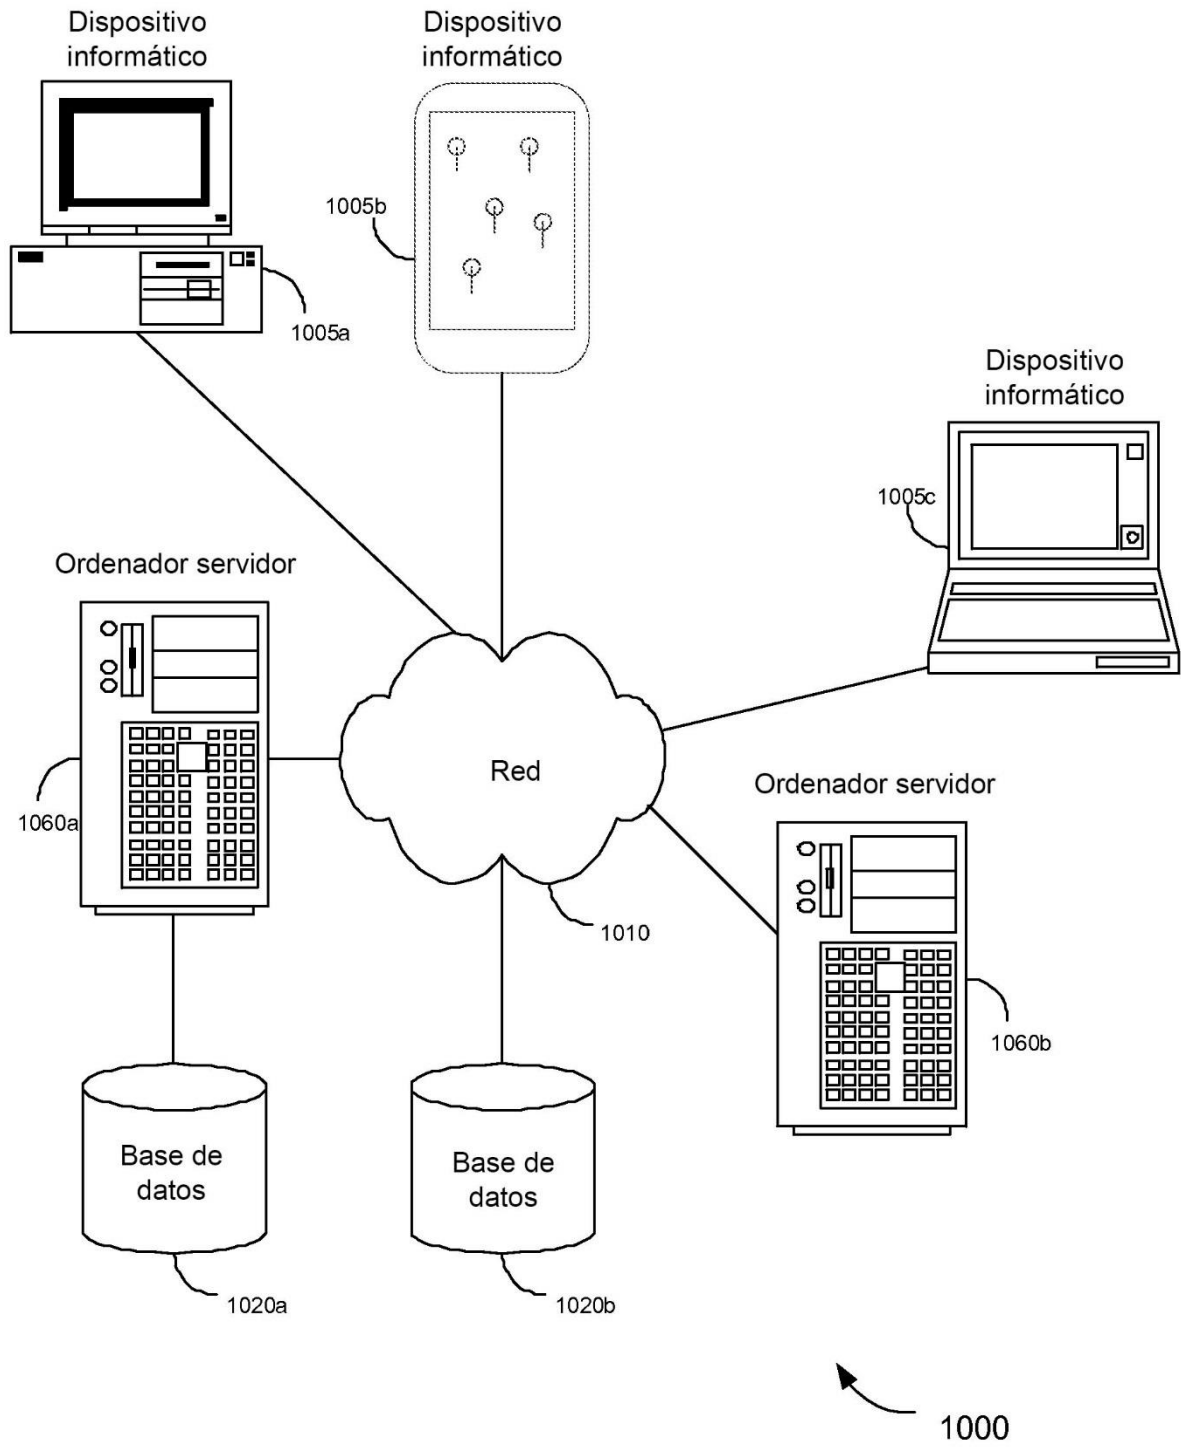 Dispositivo
informático
Dispositivo
informático
1005b
1005a
Dispositivo
informático
1005c
Ordenador servidor
1060a
Red
Ordenador servidor
1010
1060b
Base de
datos
Base de
datos
1020a
1020b
1000